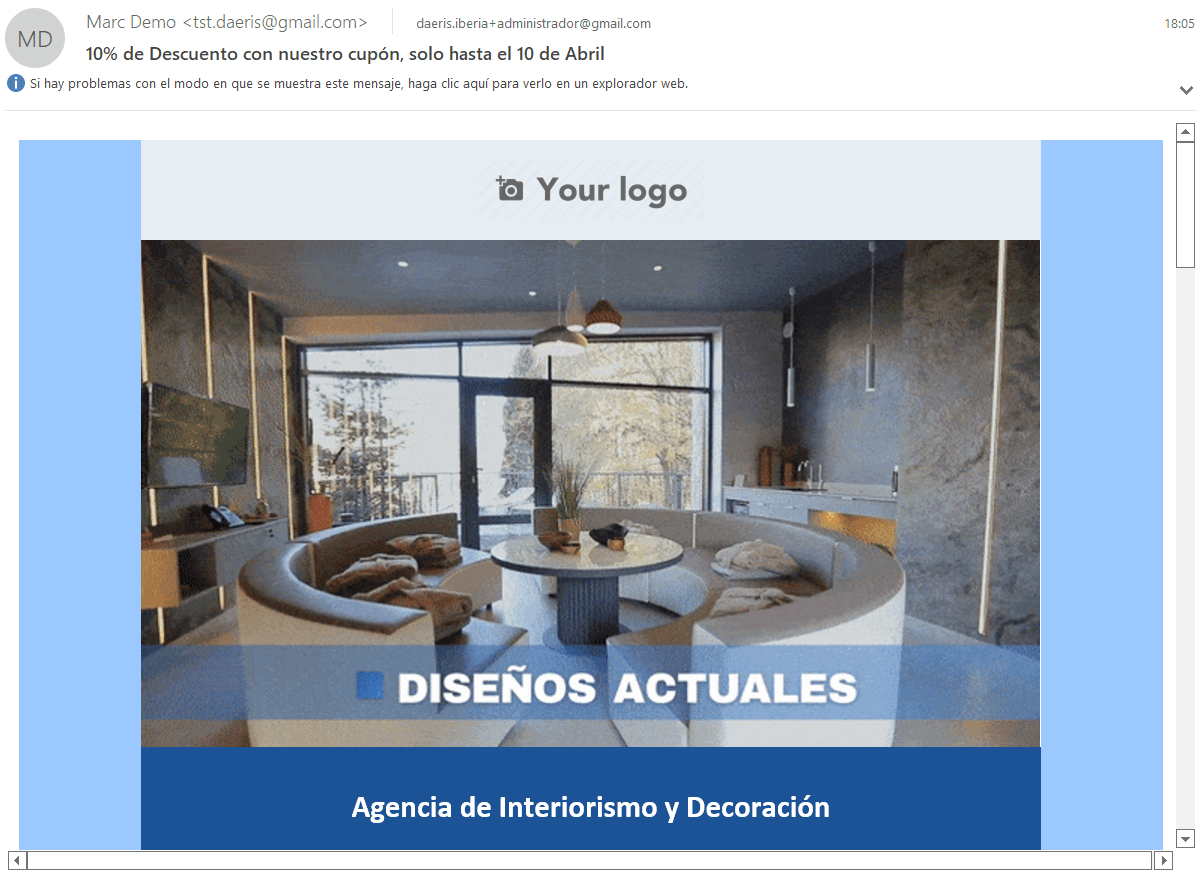 MD
Marc Demo <tst.daeris@gmail.com>
daeris.iberia+administrador@gmail.com
18:05
10% de Descuento con nuestro cupón, solo hasta el 10 de Abril
Si hay problemas con el modo en que se muestra este mensaje, haga clic aquí para verlo en un explorador web.
Your logo
DISEÑOS ACTUALES
Agencia de Interiorismo y Decoración